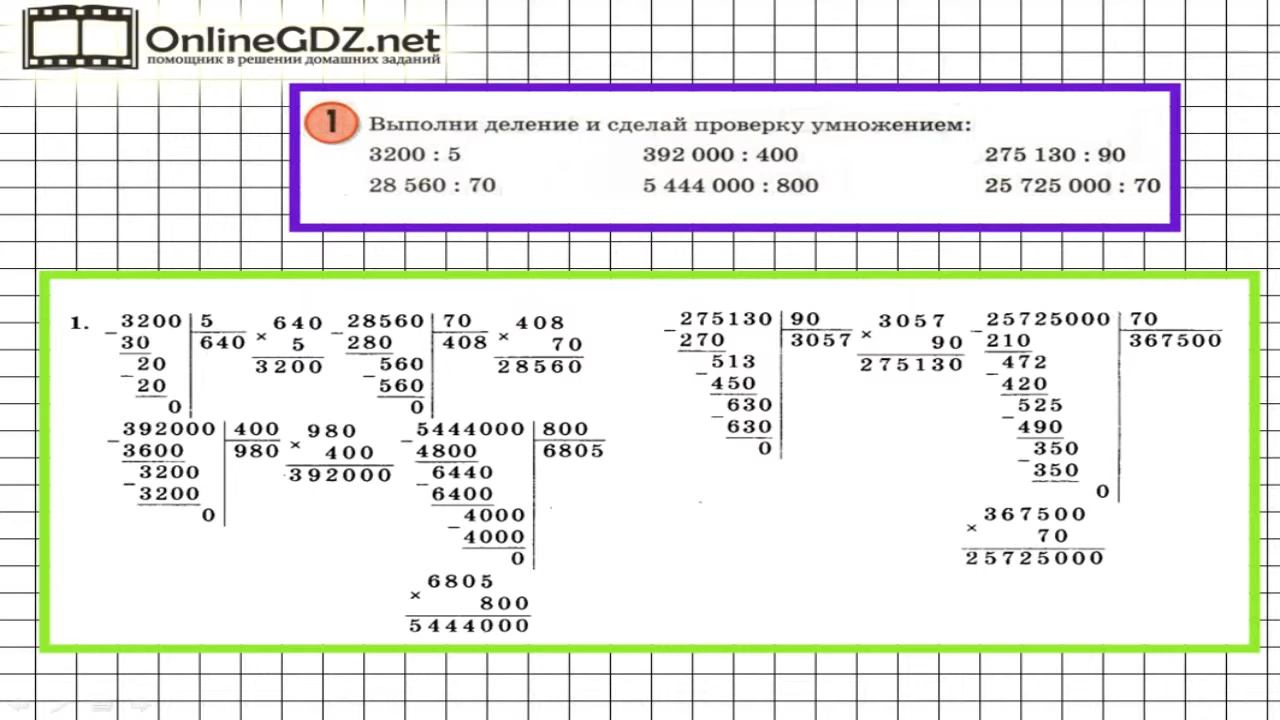 OnlineGDZ.net
помощник в решении домашних заданий
1 Выполни деление и сделай проверку умножением:
3200 : 5 392 000 : 400 275 130 : 90
28 560 : 70 5 444 000 : 800 25 725 000 : 70
1.
-3200 | 5
30 | 640
-20
20
0
× 640
5
3200
-28560 | 70
280 | 408
-560
560
0
× 408
70
28560
-275130 | 90
270 | 3057
-513
450
-630
630
0
× 3057
90
275130
-25725000 | 70
210 | 367500
-472
420
-525
490
-350
350
0
× 367500
70
25725000
-392000 | 400
3600 | 980
-3200
3200
0
× 980
400
392000
-5444000 | 800
4800 | 6805
-6440
6400
-4000
4000
0
× 6805
800
5444000